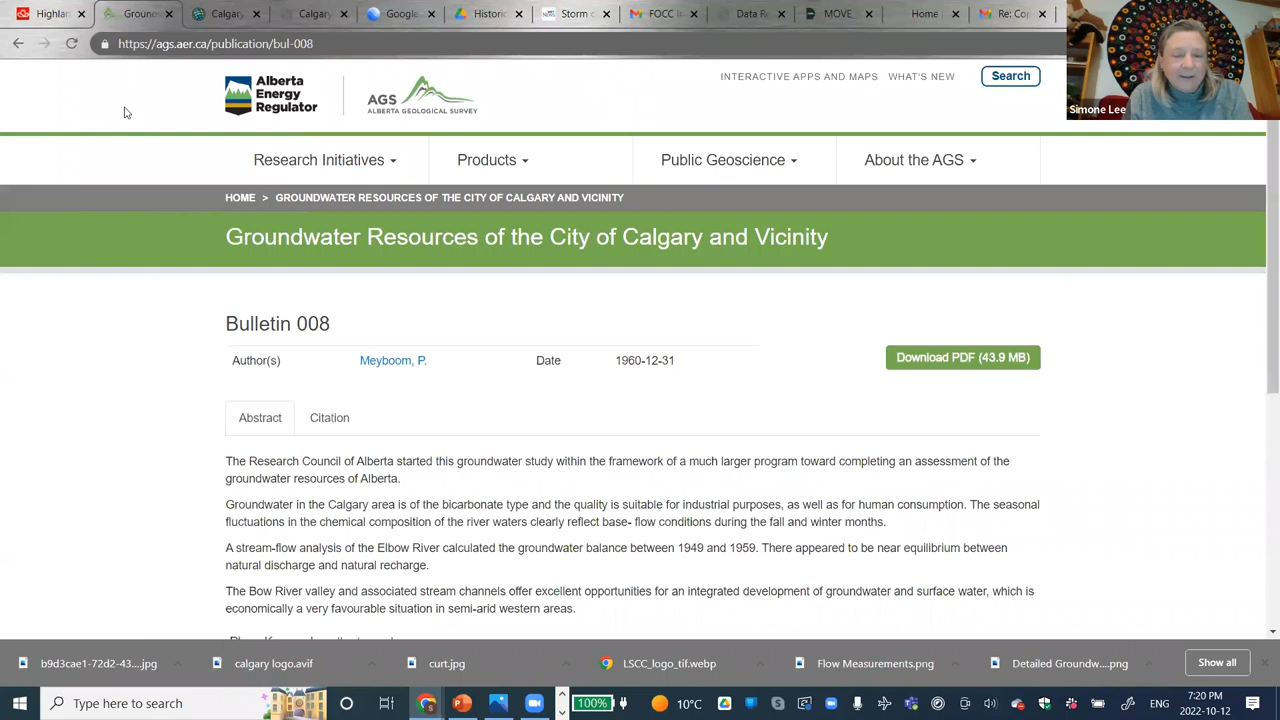 Highlan
Groun
Calgary
Calgary
Google
Historic
Storm c
FOCC In
Data Re
MOVE
Home
Re: Cop
https://ags.aer.ca/publication/bul-008
Simone Lee
Alberta
Energy
Regulator
AGS
ALBERTA GEOLOGICAL SURVEY
INTERACTIVE APPS AND MAPS WHAT'S NEW Search
Research Initiatives Products Public Geoscience About the AGS
HOME > GROUNDWATER RESOURCES OF THE CITY OF CALGARY AND VICINITY
Groundwater Resources of the City of Calgary and Vicinity
Bulletin 008
Author(s) Meyboom, P. Date 1960-12-31
Download PDF (43.9 MB)
Abstract Citation
The Research Council of Alberta started this groundwater study within the framework of a much larger program toward completing an assessment of the
groundwater resources of Alberta.
Groundwater in the Calgary area is of the bicarbonate type and the quality is suitable for industrial purposes, as well as for human consumption. The seasonal
fluctuations in the chemical composition of the river waters clearly reflect base- flow conditions during the fall and winter months.
A stream-flow analysis of the Elbow River calculated the groundwater balance between 1949 and 1959. There appeared to be near equilibrium between
natural discharge and natural recharge.
The Bow River valley and associated stream channels offer excellent opportunities for an integrated development of groundwater and surface water, which is
economically a very favourable situation in semi-arid western areas.
b9d3cae1-72d2-43....jpg calgary logo.avif curt.jpg LSCC_logo_tif.webp Flow Measurements.png Detailed Groundw....png Show all
Type here to search 100% 10°C ENG 7:20 PM
2022-10-12